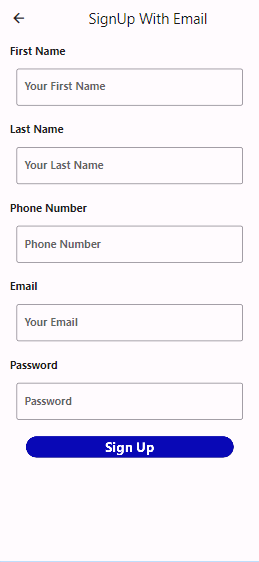 SignUp With Email
First Name
Your First Name
Last Name
Your Last Name
Phone Number
Phone Number
Email
Your Email
Password
Password
Sign Up